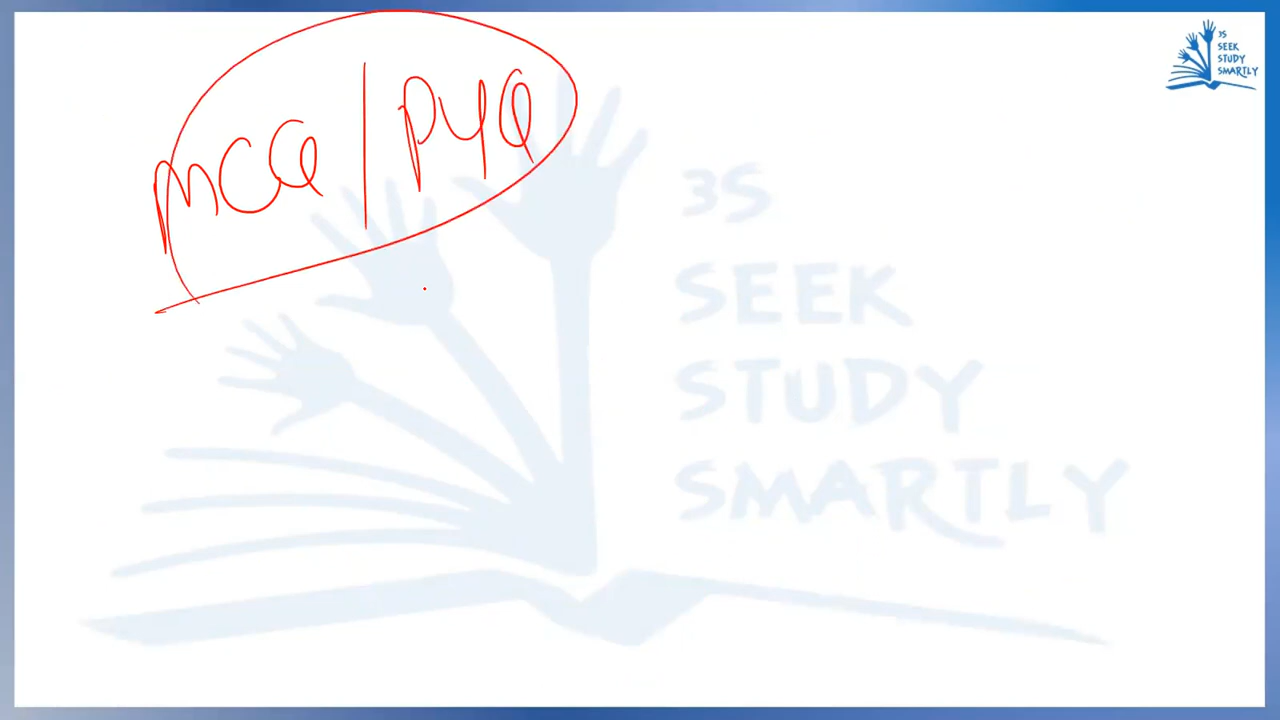 MCQ | PYQ
3S
SEEK
STUDY
SMARTLY
3S
SEEK
STUDY
SMARTLY